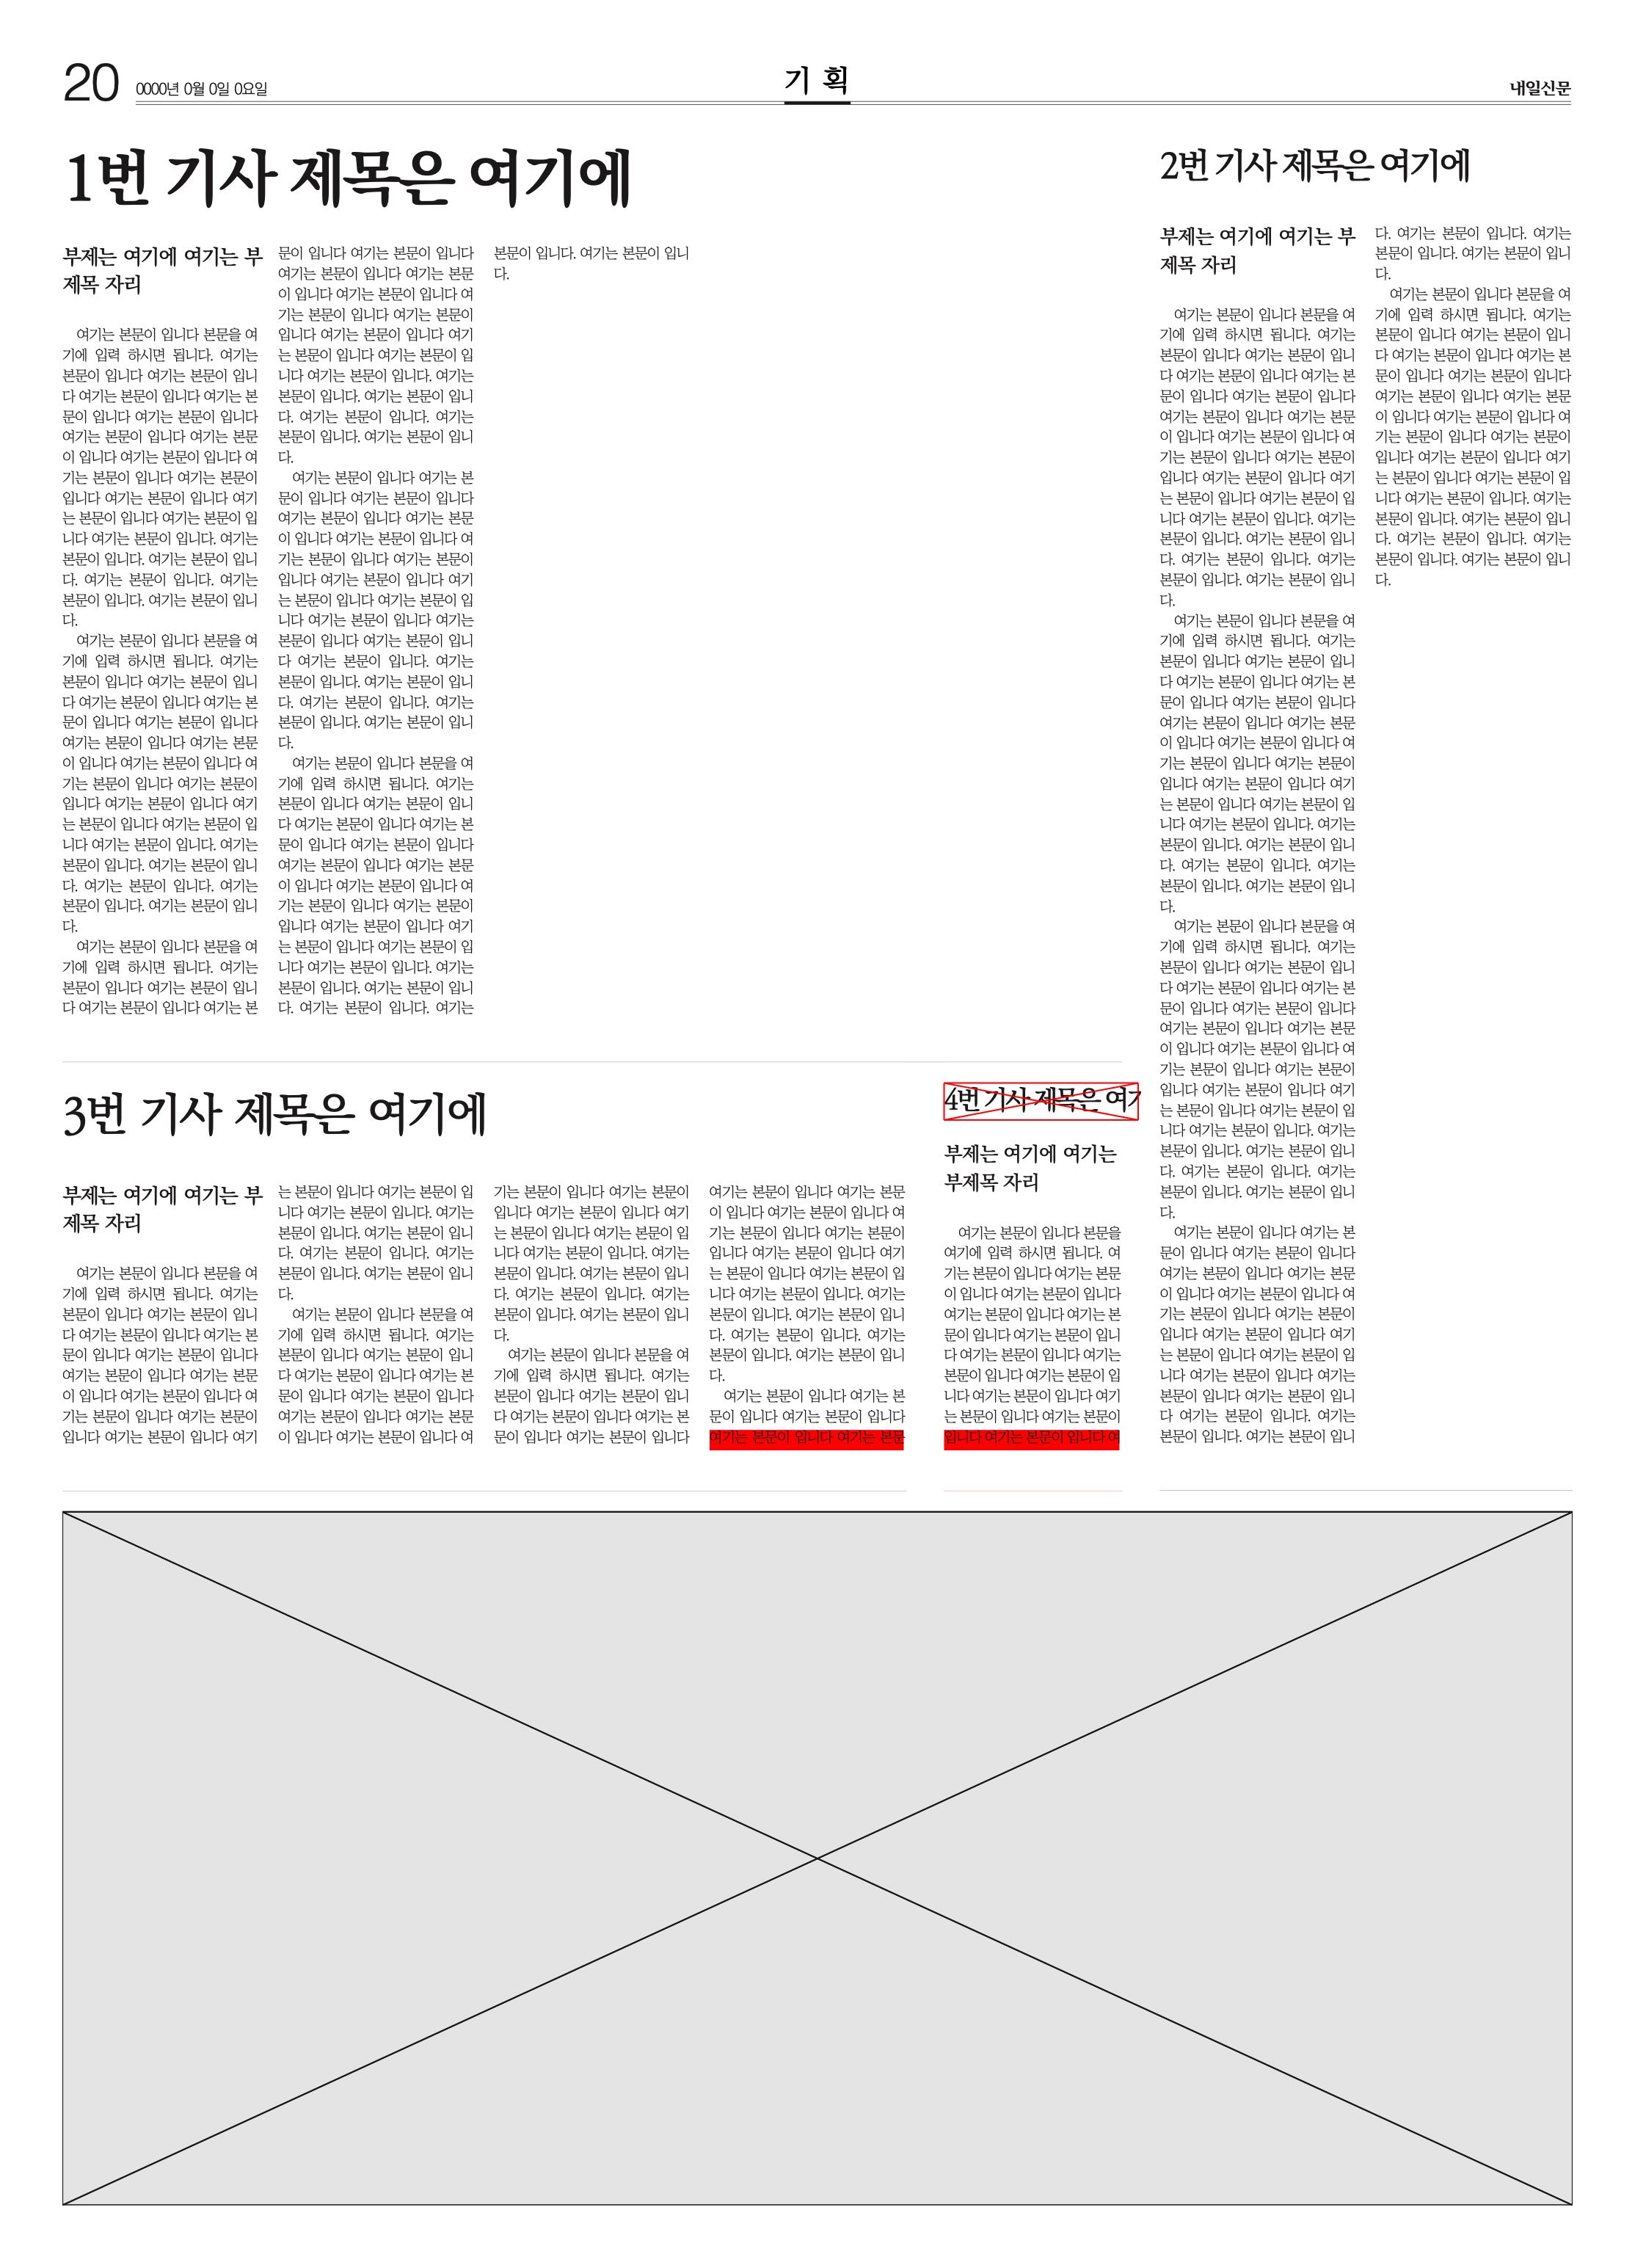 20
0000년 0월 0일 0요일
기 획
내일신문
1번 기사 제목은 여기에
부제는 여기에 여기는 부
제목 자리
여기는 본문이 입니다 본문을 여
기에 입력 하시면 됩니다. 여기는
본문이 입니다 여기는 본문이 입니
다 여기는 본문이 입니다 여기는 본
문이 입니다 여기는 본문이 입니다
여기는 본문이 입니다 여기는 본문
이 입니다 여기는 본문이 입니다 여
기는 본문이 입니다 여기는 본문이
입니다 여기는 본문이 입니다 여기
는 본문이 입니다 여기는 본문이 입
니다 여기는 본문이 입니다. 여기는
본문이 입니다. 여기는 본문이 입니
다. 여기는 본문이 입니다. 여기는
본문이 입니다. 여기는 본문이 입니
다.
여기는 본문이 입니다 본문을 여
기에 입력 하시면 됩니다. 여기는
본문이 입니다 여기는 본문이 입니
다 여기는 본문이 입니다 여기는 본
문이 입니다 여기는 본문이 입니다
여기는 본문이 입니다 여기는 본문
이 입니다 여기는 본문이 입니다 여
기는 본문이 입니다 여기는 본문이
입니다 여기는 본문이 입니다 여기
는 본문이 입니다 여기는 본문이 입
니다 여기는 본문이 입니다. 여기는
본문이 입니다. 여기는 본문이 입니
다. 여기는 본문이 입니다. 여기는
본문이 입니다. 여기는 본문이 입니
다.
여기는 본문이 입니다 본문을 여
기에 입력 하시면 됩니다. 여기는
본문이 입니다 여기는 본문이 입니
다 여기는 본문이 입니다 여기는 본
문이 입니다 여기는 본문이 입니다
여기는 본문이 입니다 여기는 본문
이 입니다 여기는 본문이 입니다 여
기는 본문이 입니다 여기는 본문이
입니다 여기는 본문이 입니다 여기
는 본문이 입니다 여기는 본문이 입
니다 여기는 본문이 입니다. 여기는
본문이 입니다. 여기는 본문이 입니
다. 여기는 본문이 입니다. 여기는
본문이 입니다. 여기는 본문이 입니
다.
여기는 본문이 입니다 여기는 본
문이 입니다 여기는 본문이 입니다
여기는 본문이 입니다 여기는 본문
이 입니다 여기는 본문이 입니다 여
기는 본문이 입니다 여기는 본문이
입니다 여기는 본문이 입니다 여기
는 본문이 입니다 여기는 본문이 입
니다 여기는 본문이 입니다 여기는
본문이 입니다 여기는 본문이 입니
다 여기는 본문이 입니다. 여기는
본문이 입니다. 여기는 본문이 입니
다. 여기는 본문이 입니다. 여기는
본문이 입니다. 여기는 본문이 입니
다.
여기는 본문이 입니다 본문을 여
기에 입력 하시면 됩니다. 여기는
본문이 입니다 여기는 본문이 입니
다 여기는 본문이 입니다 여기는 본
문이 입니다 여기는 본문이 입니다
여기는 본문이 입니다 여기는 본문
이 입니다 여기는 본문이 입니다 여
기는 본문이 입니다 여기는 본문이
입니다 여기는 본문이 입니다 여기
는 본문이 입니다 여기는 본문이 입
니다 여기는 본문이 입니다. 여기는
본문이 입니다. 여기는 본문이 입니
다. 여기는 본문이 입니다. 여기는
본문이 입니다. 여기는 본문이 입니
다.
2번 기사 제목은 여기에
부제는 여기에 여기는 부
제목 자리
여기는 본문이 입니다 본문을 여
기에 입력 하시면 됩니다. 여기는
본문이 입니다 여기는 본문이 입니
다 여기는 본문이 입니다 여기는 본
문이 입니다 여기는 본문이 입니다
여기는 본문이 입니다 여기는 본문
이 입니다 여기는 본문이 입니다 여
기는 본문이 입니다 여기는 본문이
입니다 여기는 본문이 입니다 여기
는 본문이 입니다 여기는 본문이 입
니다 여기는 본문이 입니다. 여기는
본문이 입니다. 여기는 본문이 입니
다. 여기는 본문이 입니다. 여기는
본문이 입니다. 여기는 본문이 입니
다.
여기는 본문이 입니다 본문을 여
기에 입력 하시면 됩니다. 여기는
본문이 입니다 여기는 본문이 입니
다 여기는 본문이 입니다 여기는 본
문이 입니다 여기는 본문이 입니다
여기는 본문이 입니다 여기는 본문
이 입니다 여기는 본문이 입니다 여
기는 본문이 입니다 여기는 본문이
입니다 여기는 본문이 입니다 여기
는 본문이 입니다 여기는 본문이 입
니다 여기는 본문이 입니다. 여기는
본문이 입니다. 여기는 본문이 입니
다. 여기는 본문이 입니다. 여기는
본문이 입니다. 여기는 본문이 입니
다.
여기는 본문이 입니다 본문을 여
기에 입력 하시면 됩니다. 여기는
본문이 입니다 여기는 본문이 입니
다 여기는 본문이 입니다 여기는 본
문이 입니다 여기는 본문이 입니다
여기는 본문이 입니다 여기는 본문
이 입니다 여기는 본문이 입니다 여
기는 본문이 입니다 여기는 본문이
입니다 여기는 본문이 입니다 여기
는 본문이 입니다 여기는 본문이 입
니다 여기는 본문이 입니다. 여기는
본문이 입니다. 여기는 본문이 입니
다. 여기는 본문이 입니다. 여기는
본문이 입니다. 여기는 본문이 입니
다.
여기는 본문이 입니다 여기는 본
문이 입니다 여기는 본문이 입니다
여기는 본문이 입니다 여기는 본문
이 입니다 여기는 본문이 입니다 여
기는 본문이 입니다 여기는 본문이
입니다 여기는 본문이 입니다 여기
는 본문이 입니다 여기는 본문이 입
니다 여기는 본문이 입니다 여기는
본문이 입니다 여기는 본문이 입니
다 여기는 본문이 입니다. 여기는
본문이 입니다. 여기는 본문이 입니
다. 여기는 본문이 입니다. 여기는
본문이 입니다. 여기는 본문이 입니
다.
여기는 본문이 입니다 본문을 여
기에 입력 하시면 됩니다. 여기는
본문이 입니다 여기는 본문이 입니
다 여기는 본문이 입니다 여기는 본
문이 입니다 여기는 본문이 입니다
여기는 본문이 입니다 여기는 본문
이 입니다 여기는 본문이 입니다 여
기는 본문이 입니다 여기는 본문이
입니다 여기는 본문이 입니다 여기
는 본문이 입니다 여기는 본문이 입
니다 여기는 본문이 입니다. 여기는
본문이 입니다. 여기는 본문이 입니
다. 여기는 본문이 입니다. 여기는
본문이 입니다. 여기는 본문이 입니
다.
3번 기사 제목은 여기에
부제는 여기에 여기는 부
제목 자리
여기는 본문이 입니다 본문을 여
기에 입력 하시면 됩니다. 여기는
본문이 입니다 여기는 본문이 입니
다 여기는 본문이 입니다 여기는 본
문이 입니다 여기는 본문이 입니다
여기는 본문이 입니다 여기는 본문
이 입니다 여기는 본문이 입니다 여
기는 본문이 입니다 여기는 본문이
입니다 여기는 본문이 입니다 여기
는 본문이 입니다 여기는 본문이 입
니다 여기는 본문이 입니다. 여기는
본문이 입니다. 여기는 본문이 입니
다. 여기는 본문이 입니다. 여기는
본문이 입니다. 여기는 본문이 입니
다.
여기는 본문이 입니다 본문을 여
기에 입력 하시면 됩니다. 여기는
본문이 입니다 여기는 본문이 입니
다 여기는 본문이 입니다 여기는 본
문이 입니다 여기는 본문이 입니다
여기는 본문이 입니다 여기는 본문
이 입니다 여기는 본문이 입니다 여
기는 본문이 입니다 여기는 본문이
입니다 여기는 본문이 입니다 여기
는 본문이 입니다 여기는 본문이 입
니다 여기는 본문이 입니다. 여기는
본문이 입니다. 여기는 본문이 입니
다. 여기는 본문이 입니다. 여기는
본문이 입니다. 여기는 본문이 입니
다.
여기는 본문이 입니다 본문을 여
기에 입력 하시면 됩니다. 여기는
본문이 입니다 여기는 본문이 입니
다 여기는 본문이 입니다 여기는 본
문이 입니다 여기는 본문이 입니다
여기는 본문이 입니다 여기는 본문
이 입니다 여기는 본문이 입니다 여
기는 본문이 입니다 여기는 본문이
입니다 여기는 본문이 입니다 여기
는 본문이 입니다 여기는 본문이 입
니다 여기는 본문이 입니다. 여기는
본문이 입니다. 여기는 본문이 입니
다. 여기는 본문이 입니다. 여기는
본문이 입니다. 여기는 본문이 입니
다.
여기는 본문이 입니다 여기는 본
문이 입니다 여기는 본문이 입니다
여기는 본문이 입니다 여기는 본문
4번 기사 제목은 여기
부제는 여기에 여기는
부제목 자리
여기는 본문이 입니다 본문을
여기에 입력 하시면 됩니다. 여
기는 본문이 입니다 여기는 본문
이 입니다 여기는 본문이 입니다
여기는 본문이 입니다 여기는 본
문이 입니다 여기는 본문이 입니
다 여기는 본문이 입니다 여기는
본문이 입니다 여기는 본문이 입
니다 여기는 본문이 입니다 여기
는 본문이 입니다 여기는 본문이
입니다 여기는 본문이 입니다 여